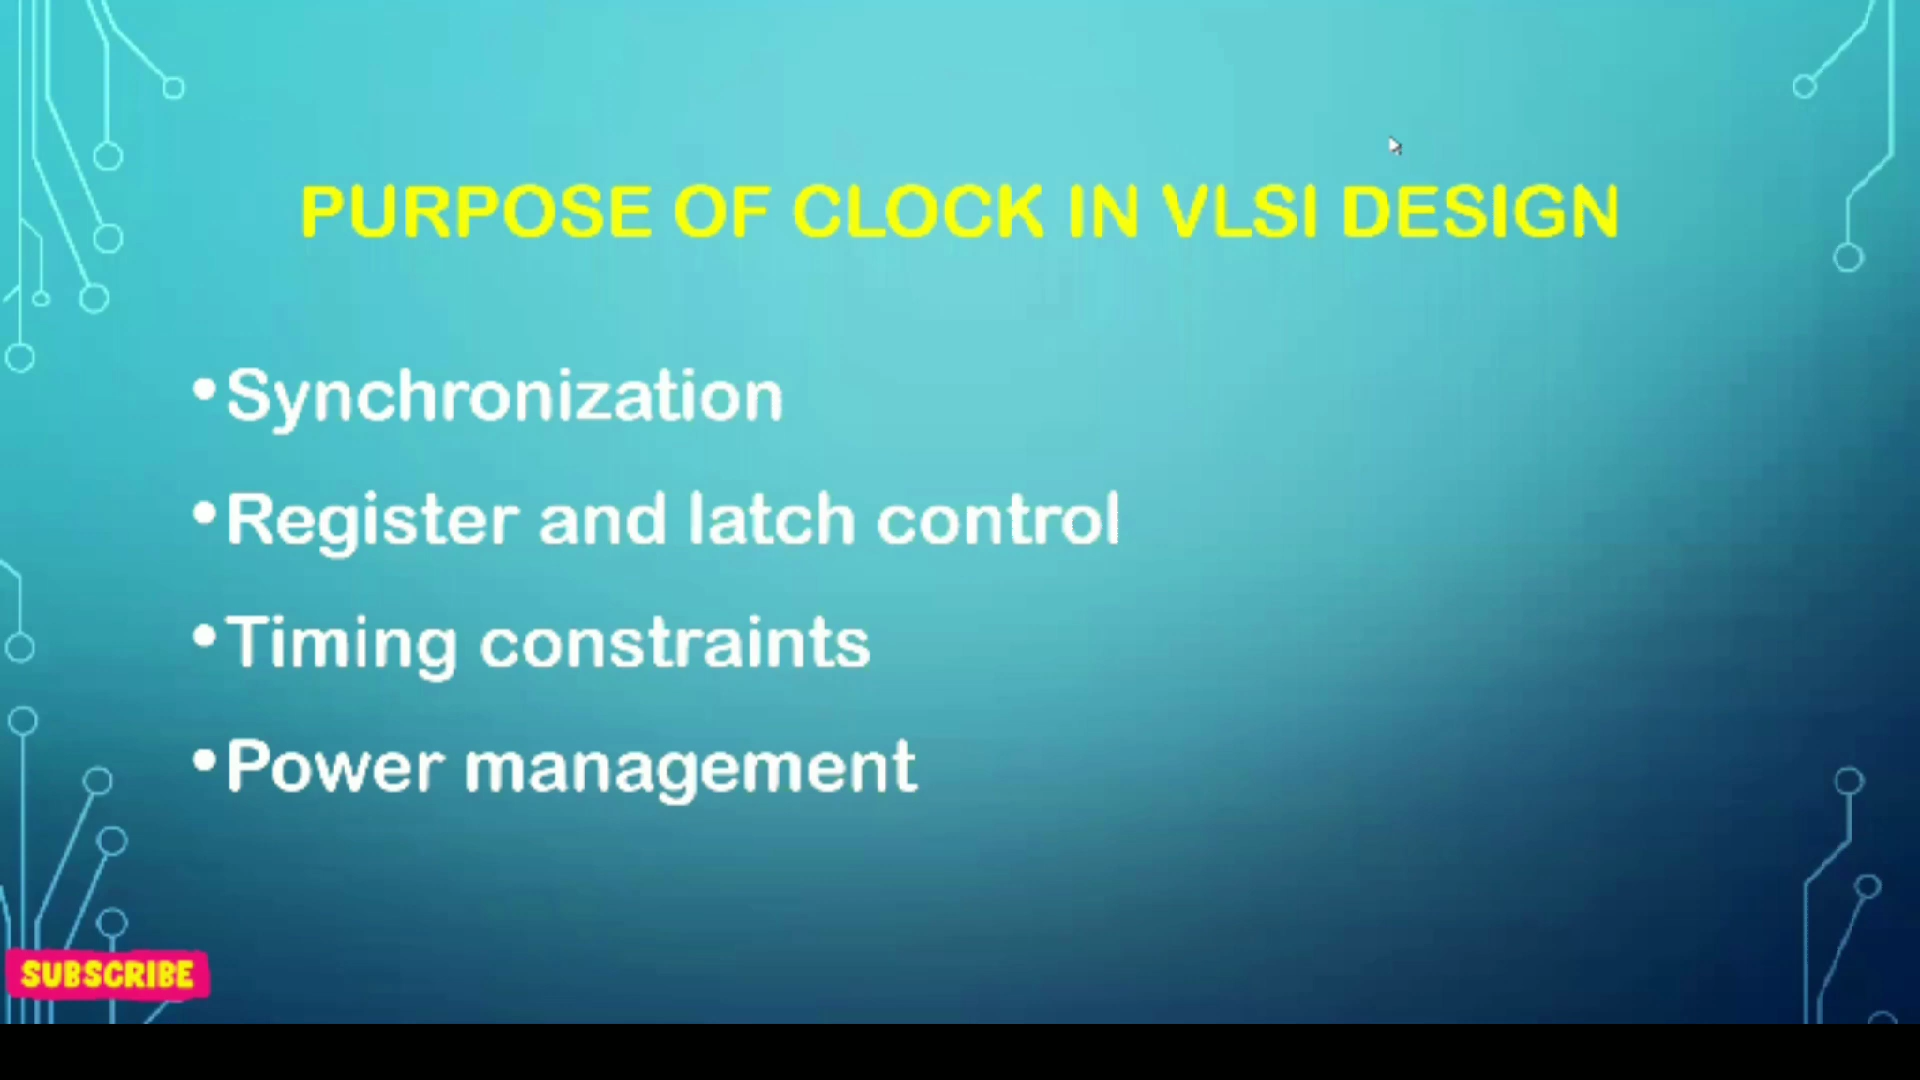 PURPOSE OF CLOCK IN VLSI DESIGN
•Synchronization
•Register and latch control
•Timing constraints
•Power management
SUBSCRIBE